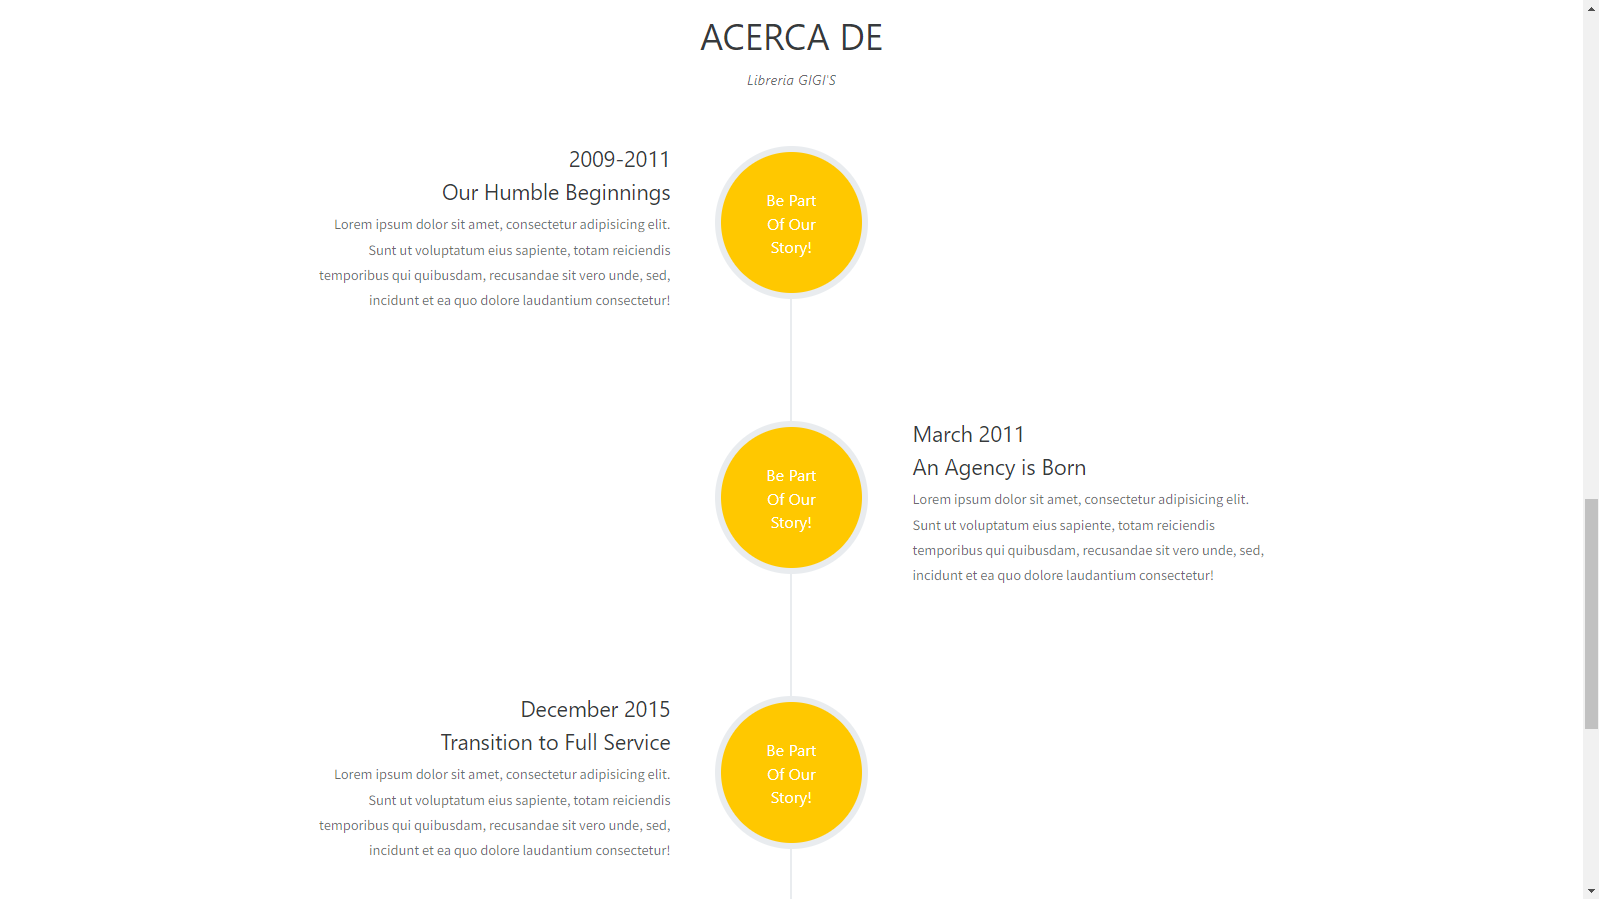 ACERCA DE
Libreria GIGI'S
2009-2011
Our Humble Beginnings
Lorem ipsum dolor sit amet, consectetur adipisicing elit.
Sunt ut voluptatum eius sapiente, totam reiciendis
temporibus qui quibusdam, recusandae sit vero unde, sed,
incidunt et ea quo dolore laudantium consectetur!
Be Part
Of Our
Story!
Be Part
Of Our
Story!
March 2011
An Agency is Born
Lorem ipsum dolor sit amet, consectetur adipisicing elit.
Sunt ut voluptatum eius sapiente, totam reiciendis
temporibus qui quibusdam, recusandae sit vero unde, sed,
incidunt et ea quo dolore laudantium consectetur!
December 2015
Transition to Full Service
Lorem ipsum dolor sit amet, consectetur adipisicing elit.
Sunt ut voluptatum eius sapiente, totam reiciendis
temporibus qui quibusdam, recusandae sit vero unde, sed,
incidunt et ea quo dolore laudantium consectetur!
Be Part
Of Our
Story!